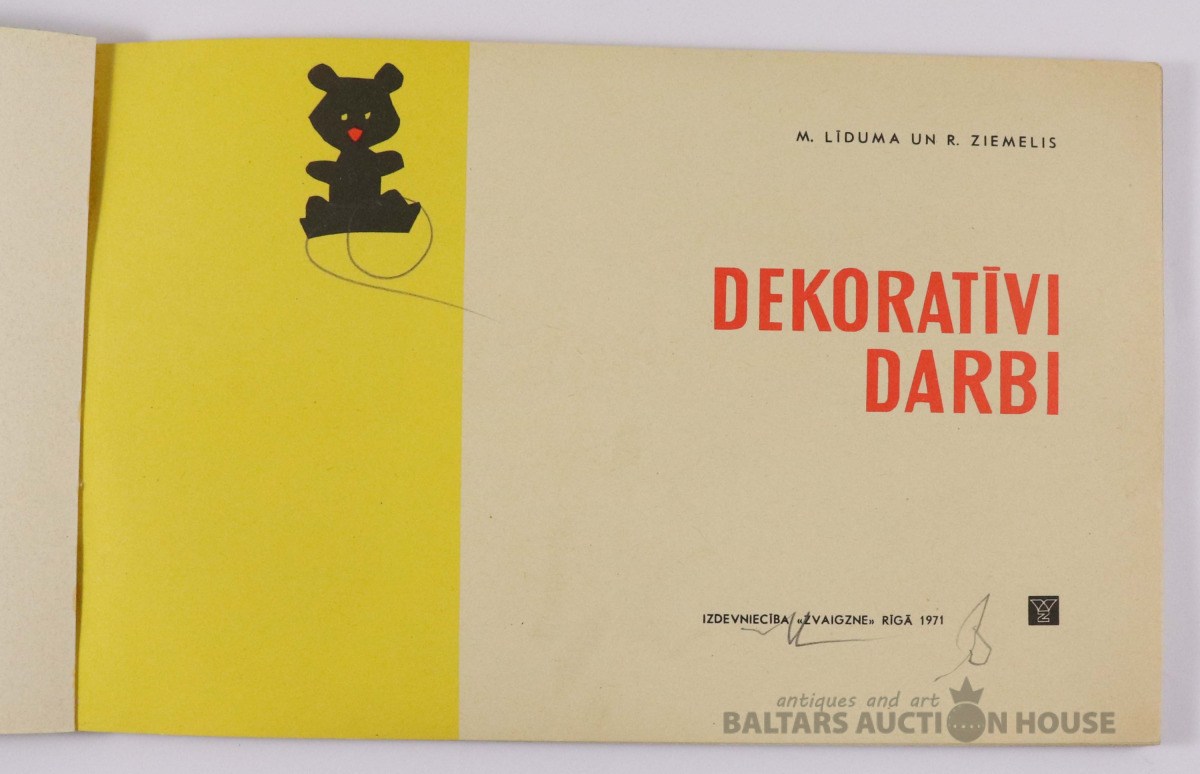 M. LĪDUMA UN R. ZIEMELIS
DEKORATĪVI
DARBI
IZDEVNIECĪBA «ZVAIGZNE» RĪGĀ 1971
antiques and art
BALTARS AUCTION HOUSE